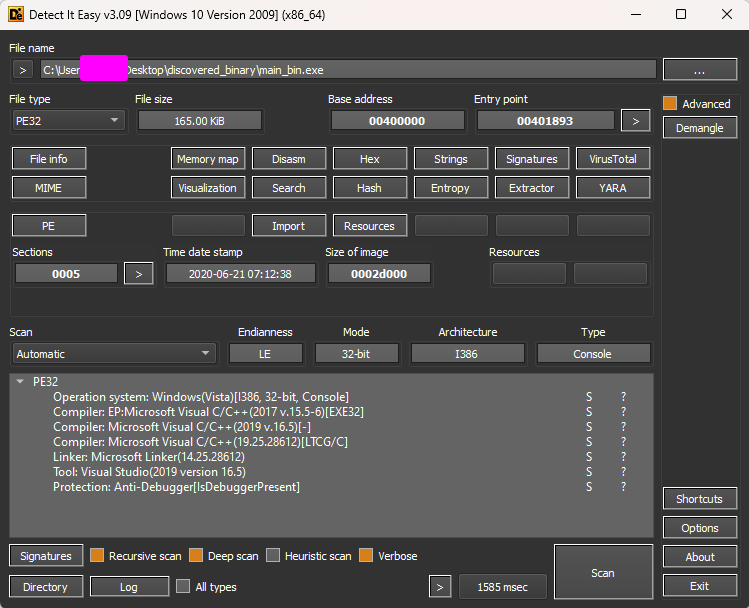 Detect It Easy v3.09 [Windows 10 Version 2009] (x86_64)
File name
> C:\User Desktop\discovered_binary\main_bin.exe ...
File type File size Base address Entry point
PE32 165.00 KiB 00400000 00401893 >
Advanced
Demangle
File info Memory map Disasm Hex Strings Signatures VirusTotal
MIME Visualization Search Hash Entropy Extractor YARA
PE Import Resources
Sections Time date stamp Size of image Resources
0005 > 2020-06-21 07:12:38 0002d000
Scan Endianness Mode Architecture Type
Automatic LE 32-bit I386 Console
PE32
Operation system: Windows(Vista)[I386, 32-bit, Console] S ?
Compiler: EP:Microsoft Visual C/C++(2017 v.15.5-6)[EXE32] S ?
Compiler: Microsoft Visual C/C++(2019 v.16.5)[-] S ?
Compiler: Microsoft Visual C/C++(19.25.28612)[LTCG/C] S ?
Linker: Microsoft Linker(14.25.28612) S ?
Tool: Visual Studio(2019 version 16.5) S ?
Protection: Anti-Debugger[IsDebuggerPresent] S ?
Shortcuts
Options
Signatures Recursive scan Deep scan Heuristic scan Verbose Scan About
Directory Log All types > 1585 msec Exit